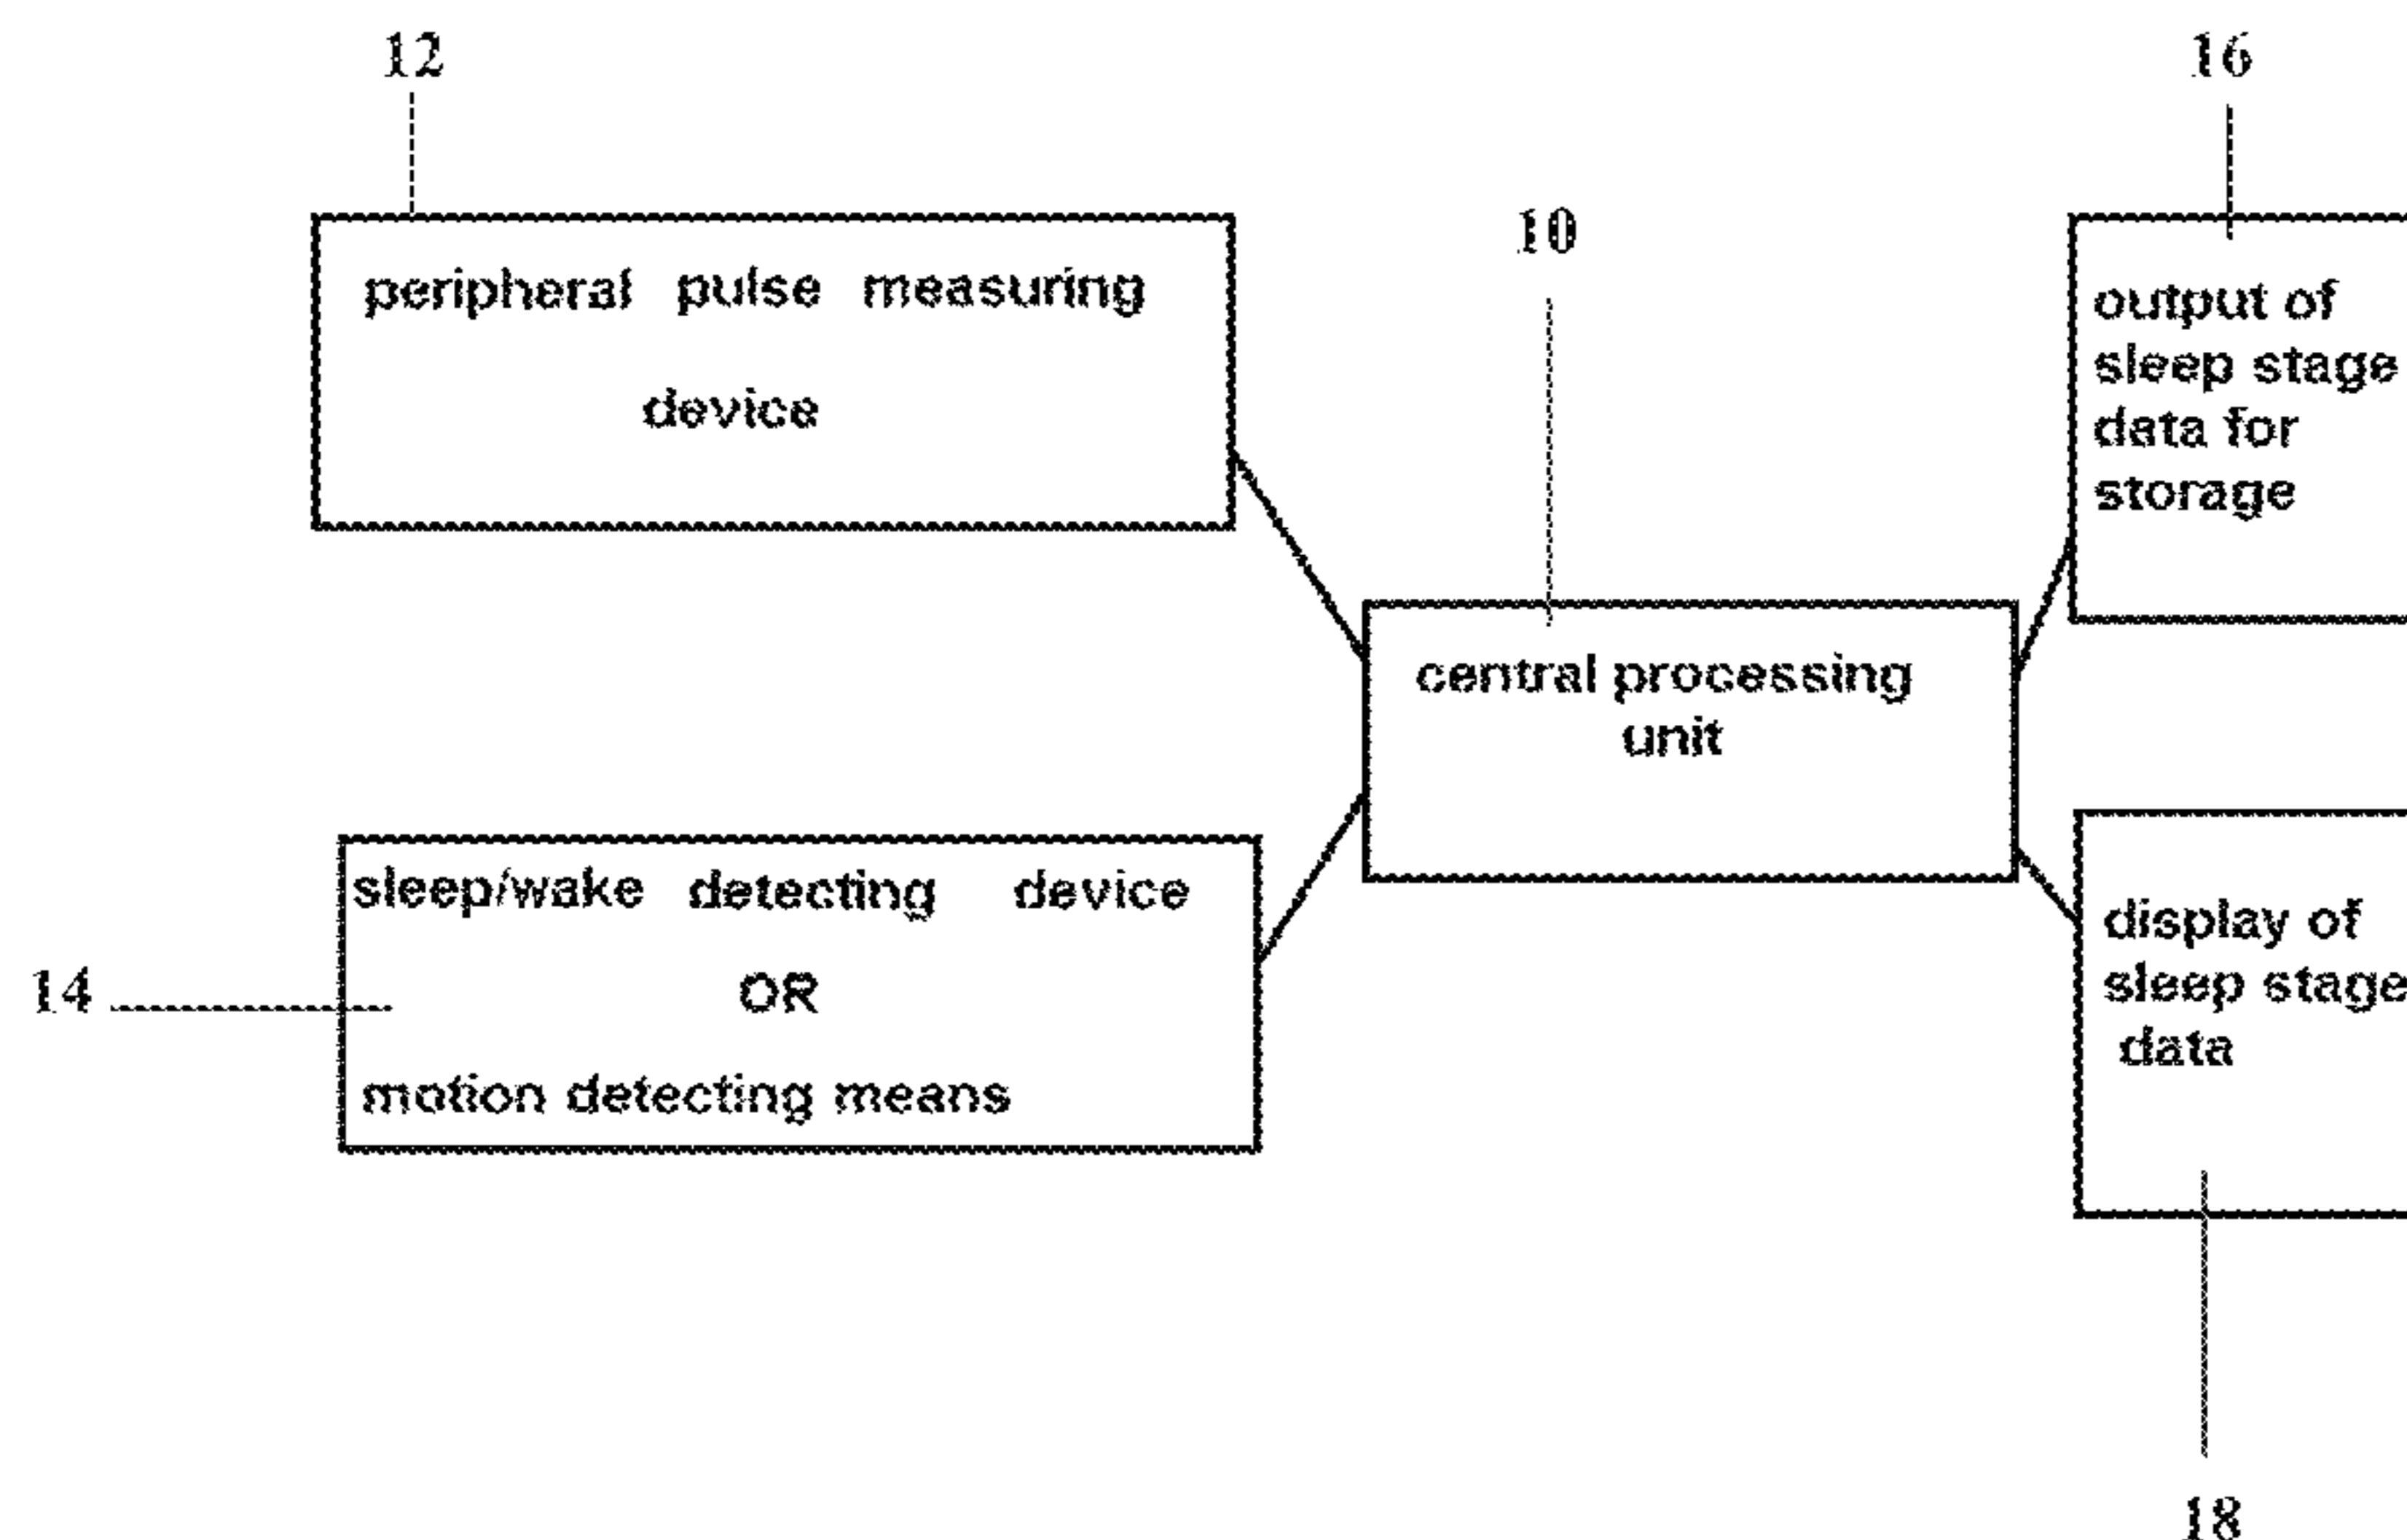 12
16
10
peripheral pulse measuring
device
output of
sleep stage
data for
storage
central processing
unit
sleep/wake detecting device
OR
motion detecting means
14
display of
sleep stage
data
18